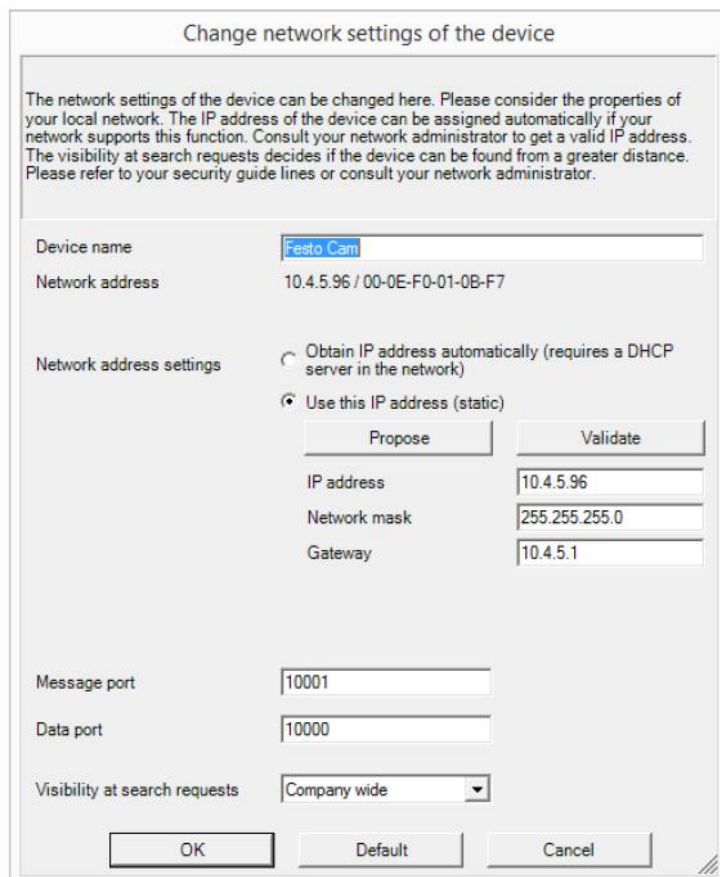 Change network settings of the device
The network settings of the device can be changed here. Please consider the properties of
your local network. The IP address of the device can be assigned automatically if your
network supports this function. Consult your network administrator to get a valid IP address.
The visibility at search requests decides if the device can be found from a greater distance.
Please refer to your security guide lines or consult your network administrator.
Device name Festo Cam
Network address 10.4.5.96 / 00-0E-F0-01-0B-F7
Network address settings
Obtain IP address automatically (requires a DHCP
server in the network)
Use this IP address (static)
Propose Validate
IP address 10.4.5.96
Network mask 255.255.255.0
Gateway 10.4.5.1
Message port 10001
Data port 10000
Visibility at search requests Company wide
OK Default Cancel